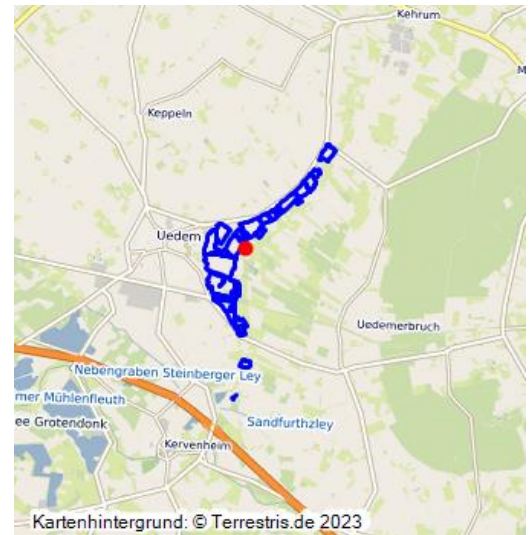 Kehrum
Keppeln
Uedem
Uedemerbruch
Nebengraben Steinberger Ley
mer Mühlenfleuth
ee Grotendonk
Sandfurthzley
Kervenheim
Kartenhintergrund: © Terrestris.de 2023